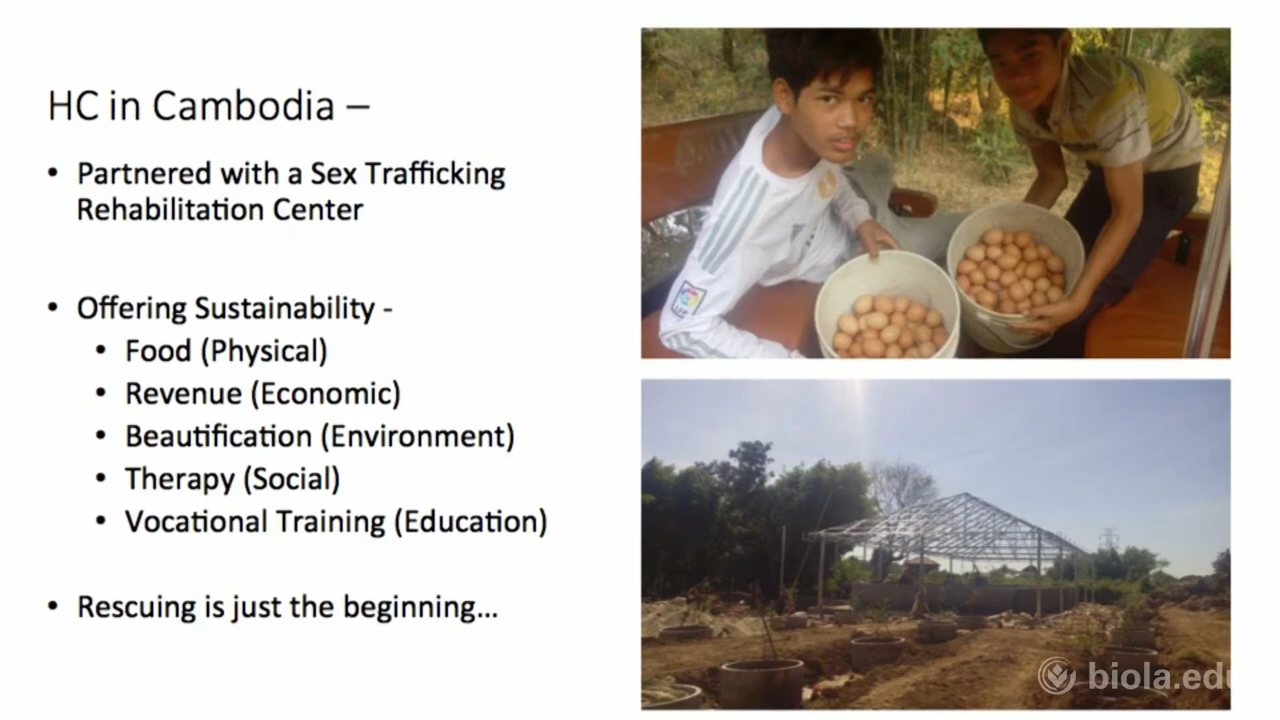 HC in Cambodia –
• Partnered with a Sex Trafficking
Rehabilitation Center
• Offering Sustainability -
• Food (Physical)
• Revenue (Economic)
• Beautification (Environment)
• Therapy (Social)
• Vocational Training (Education)
• Rescuing is just the beginning...
biola.edu